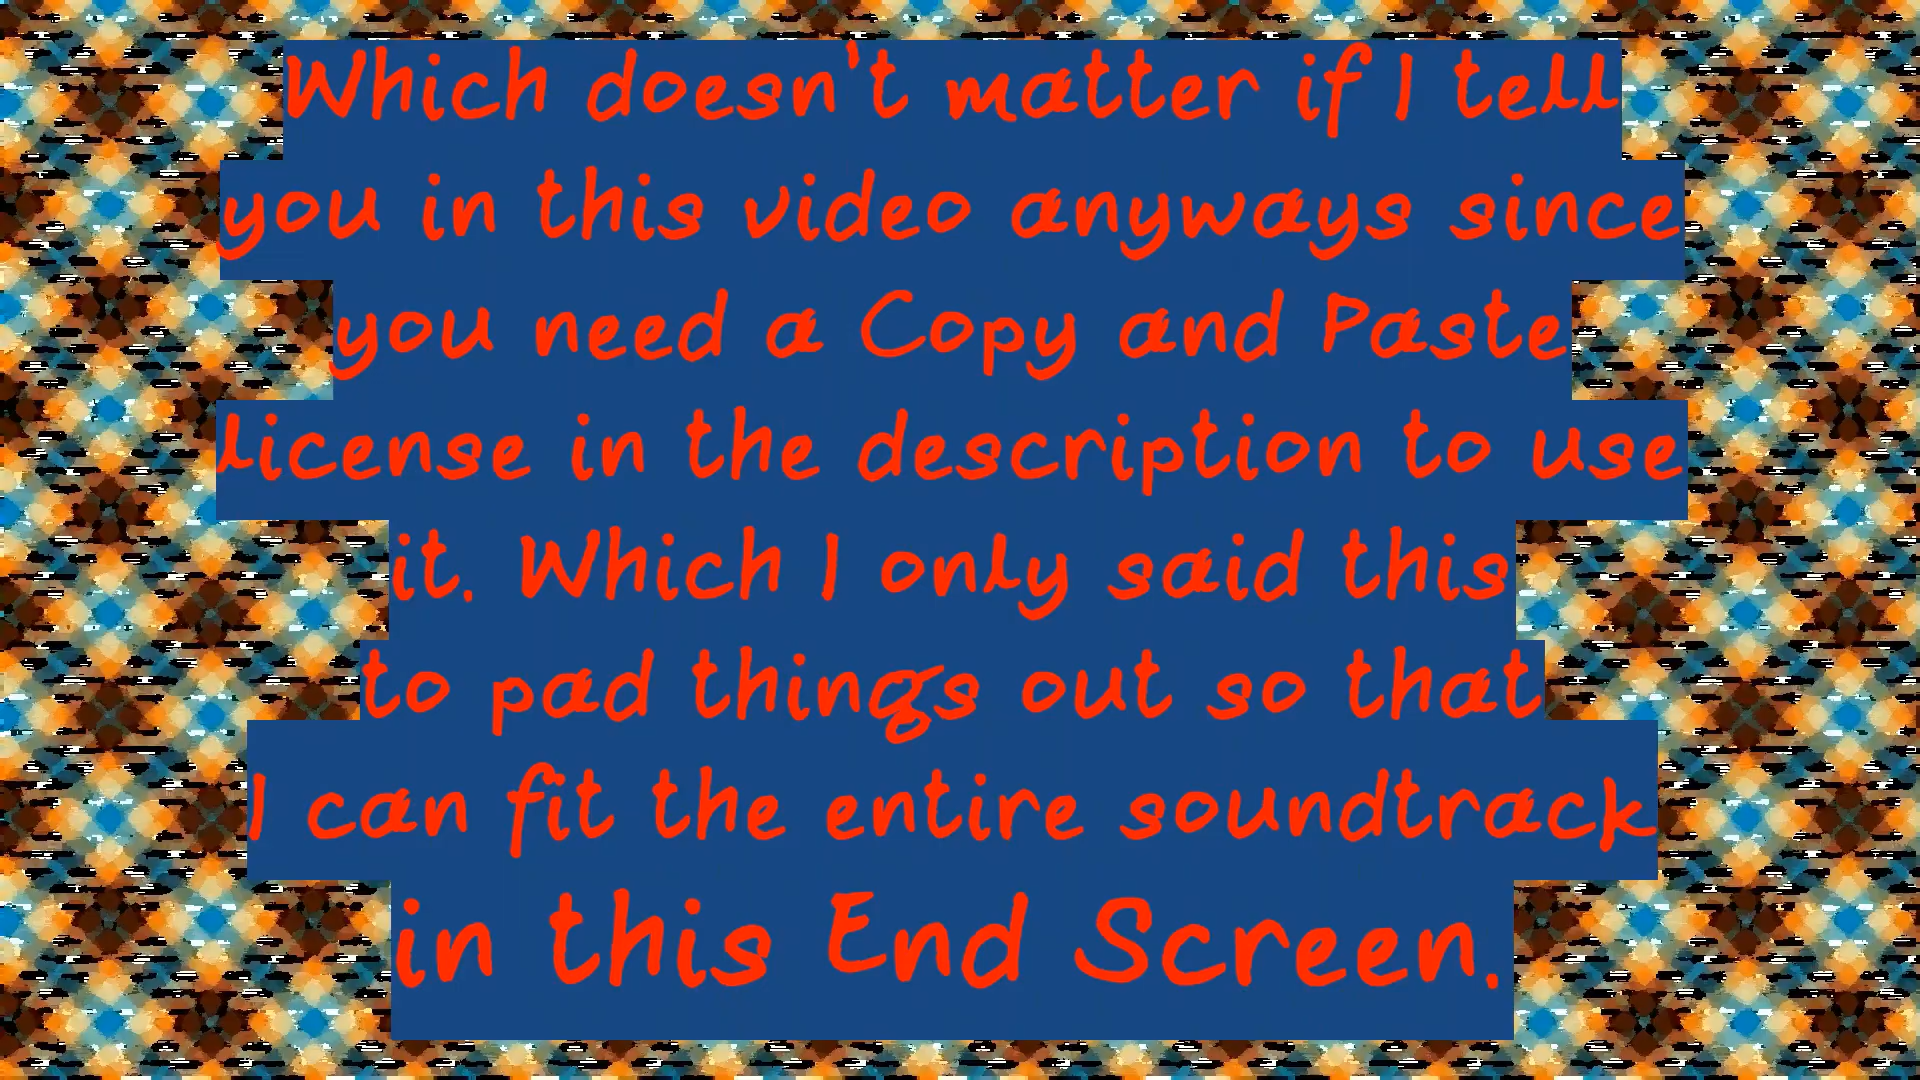 Which doesn't matter if I tell
you in this video anyways since
you need a Copy and Paste
license in the description to use
it. Which I only said this
to pad things out so that
I can fit the entire soundtrack
in this End Screen.